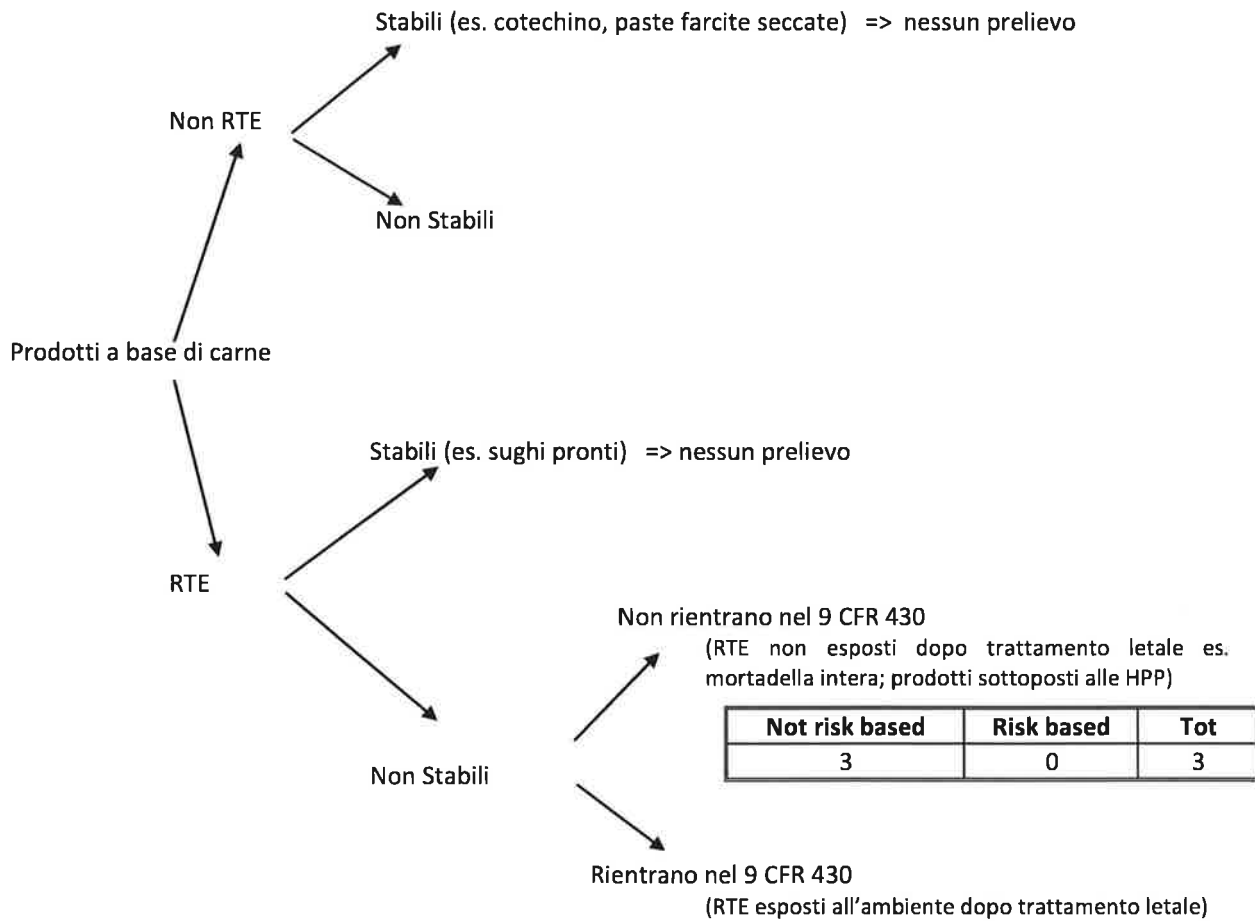 Stabili (es. cotechino, paste farcite seccate) => nessun prelievo
Non RTE
Non Stabili
Prodotti a base di carne
Stabili (es. sughi pronti) => nessun prelievo
RTE
Non rientrano nel 9 CFR 430
(RTE non esposti dopo trattamento letale es.
mortadella intera; prodotti sottoposti alle HPP)
Not risk based Risk based Tot
3 0 3
Non Stabili
Rientrano nel 9 CFR 430
(RTE esposti all'ambiente dopo trattamento letale)